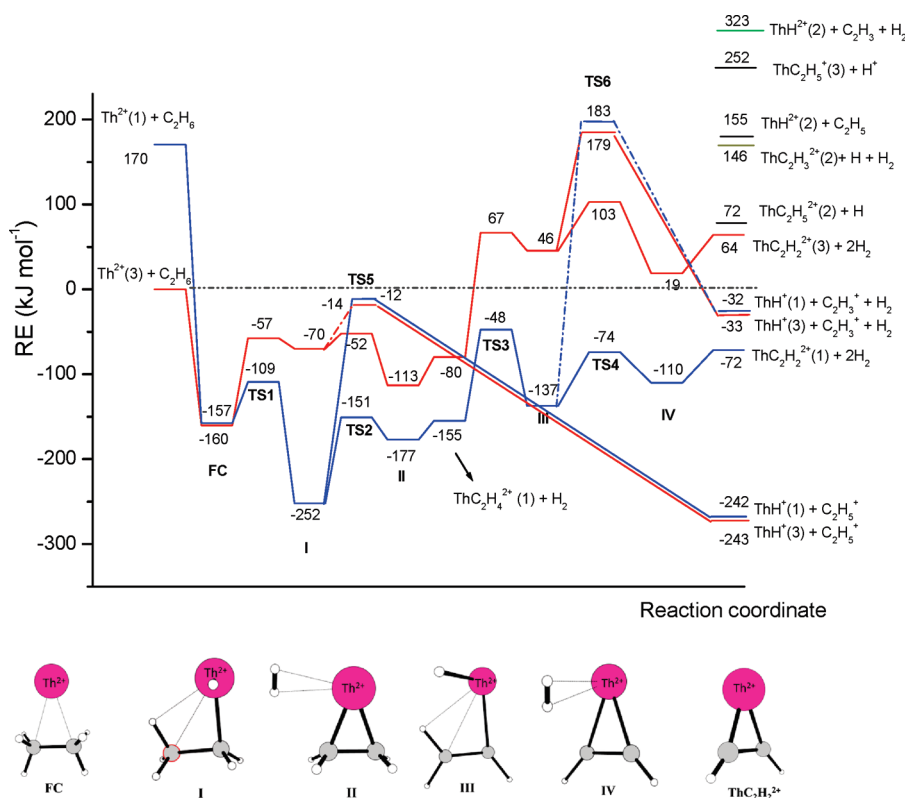 RE (kJ mol⁻¹)
200
100
0
-100
-200
-300
Reaction coordinate
Th²⁺(1) + C₂H₆
170
Th²⁺(3) + C₂H₆
-157
-160
FC
-57
-109
TS1
-70
-252
I
TS5
-14
-12
-52
-151
TS2
-113
-177
II
-80
-155
ThC₂H₄²⁺ (1) + H₂
67
-48
TS3
46
-137
III
TS6
183
179
103
-74
TS4
19
-110
IV
323
ThH²⁺(2) + C₂H₃ + H₂
252
ThC₂H₅⁺(3) + H⁺
155
ThH²⁺(2) + C₂H₅
146
ThC₂H₃²⁺(2)+ H + H₂
72
ThC₂H₅²⁺(2) + H
64
ThC₂H₂²⁺(3) + 2H₂
-32
ThH⁺(1) + C₂H₃⁺ + H₂
-33
ThH⁺(3) + C₂H₃⁺ + H₂
-72
ThC₂H₂²⁺(1) + 2H₂
-242
ThH⁺(1) + C₂H₅⁺
-243
ThH⁺(3) + C₂H₅⁺
Th²⁺
Th²⁺
Th²⁺
Th²⁺
Th²⁺
Th²⁺
FC
I
II
III
IV
ThC₂H₂²⁺